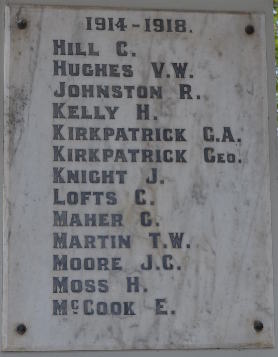 1914-1918.
HILL C.
HUGHES V.W.
JOHNSTON R.
KELLY H.
KIRKPATRICK G.A.
KIRKPATRICK GEO.
KNIGHT J.
LOFTS C.
MAHER C.
MARTIN T.W.
MOORE J.C.
MOSS H.
McCOOK E.